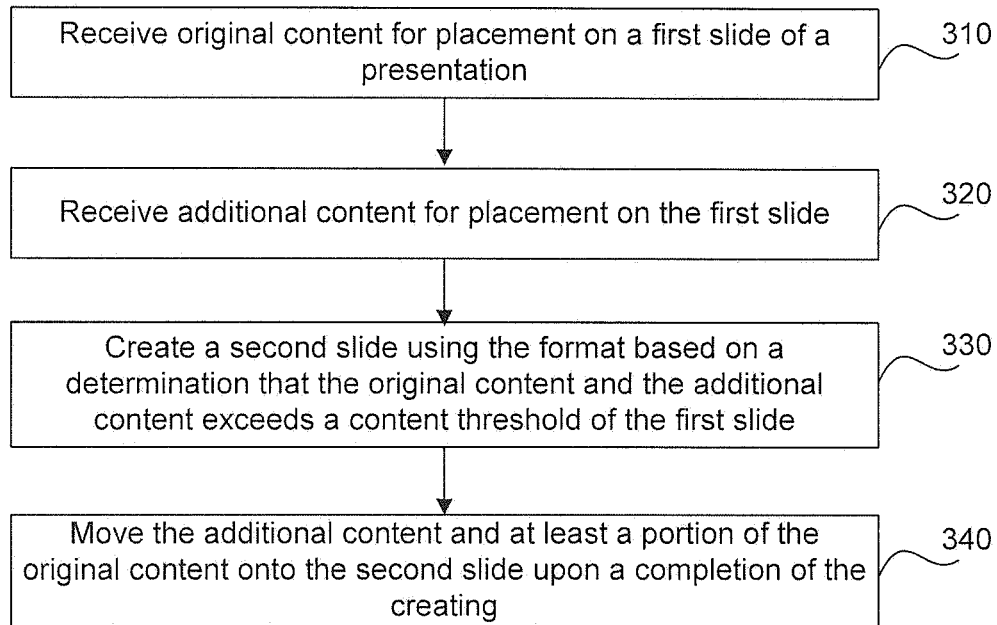 Receive original content for placement on a first slide of a
presentation
310
Receive additional content for placement on the first slide
320
Create a second slide using the format based on a
determination that the original content and the additional
content exceeds a content threshold of the first slide
330
Move the additional content and at least a portion of the
original content onto the second slide upon a completion of the
creating
340